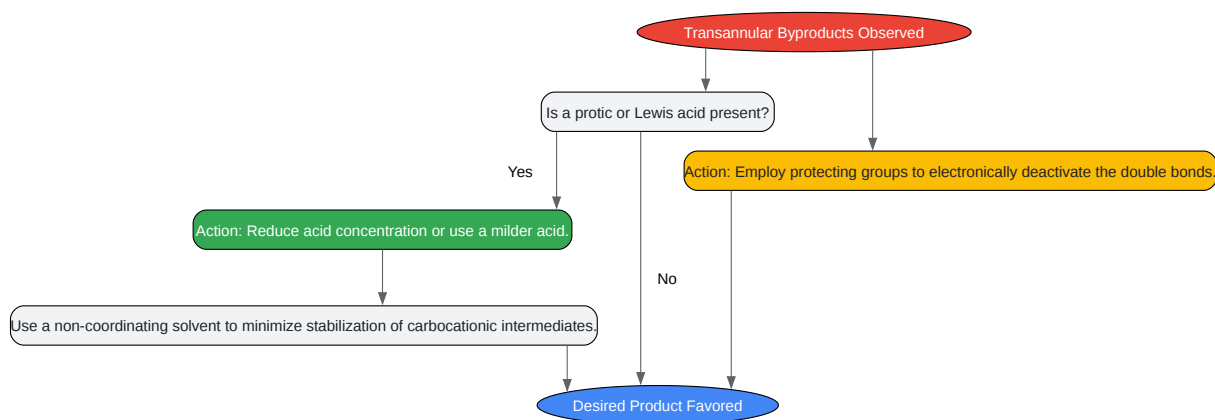 Transannular Byproducts Observed
Is a protic or Lewis acid present?
Action: Employ protecting groups to electronically deactivate the double bonds.
Yes
Action: Reduce acid concentration or use a milder acid.
No
Use a non-coordinating solvent to minimize stabilization of carbocationic intermediates.
Desired Product Favored